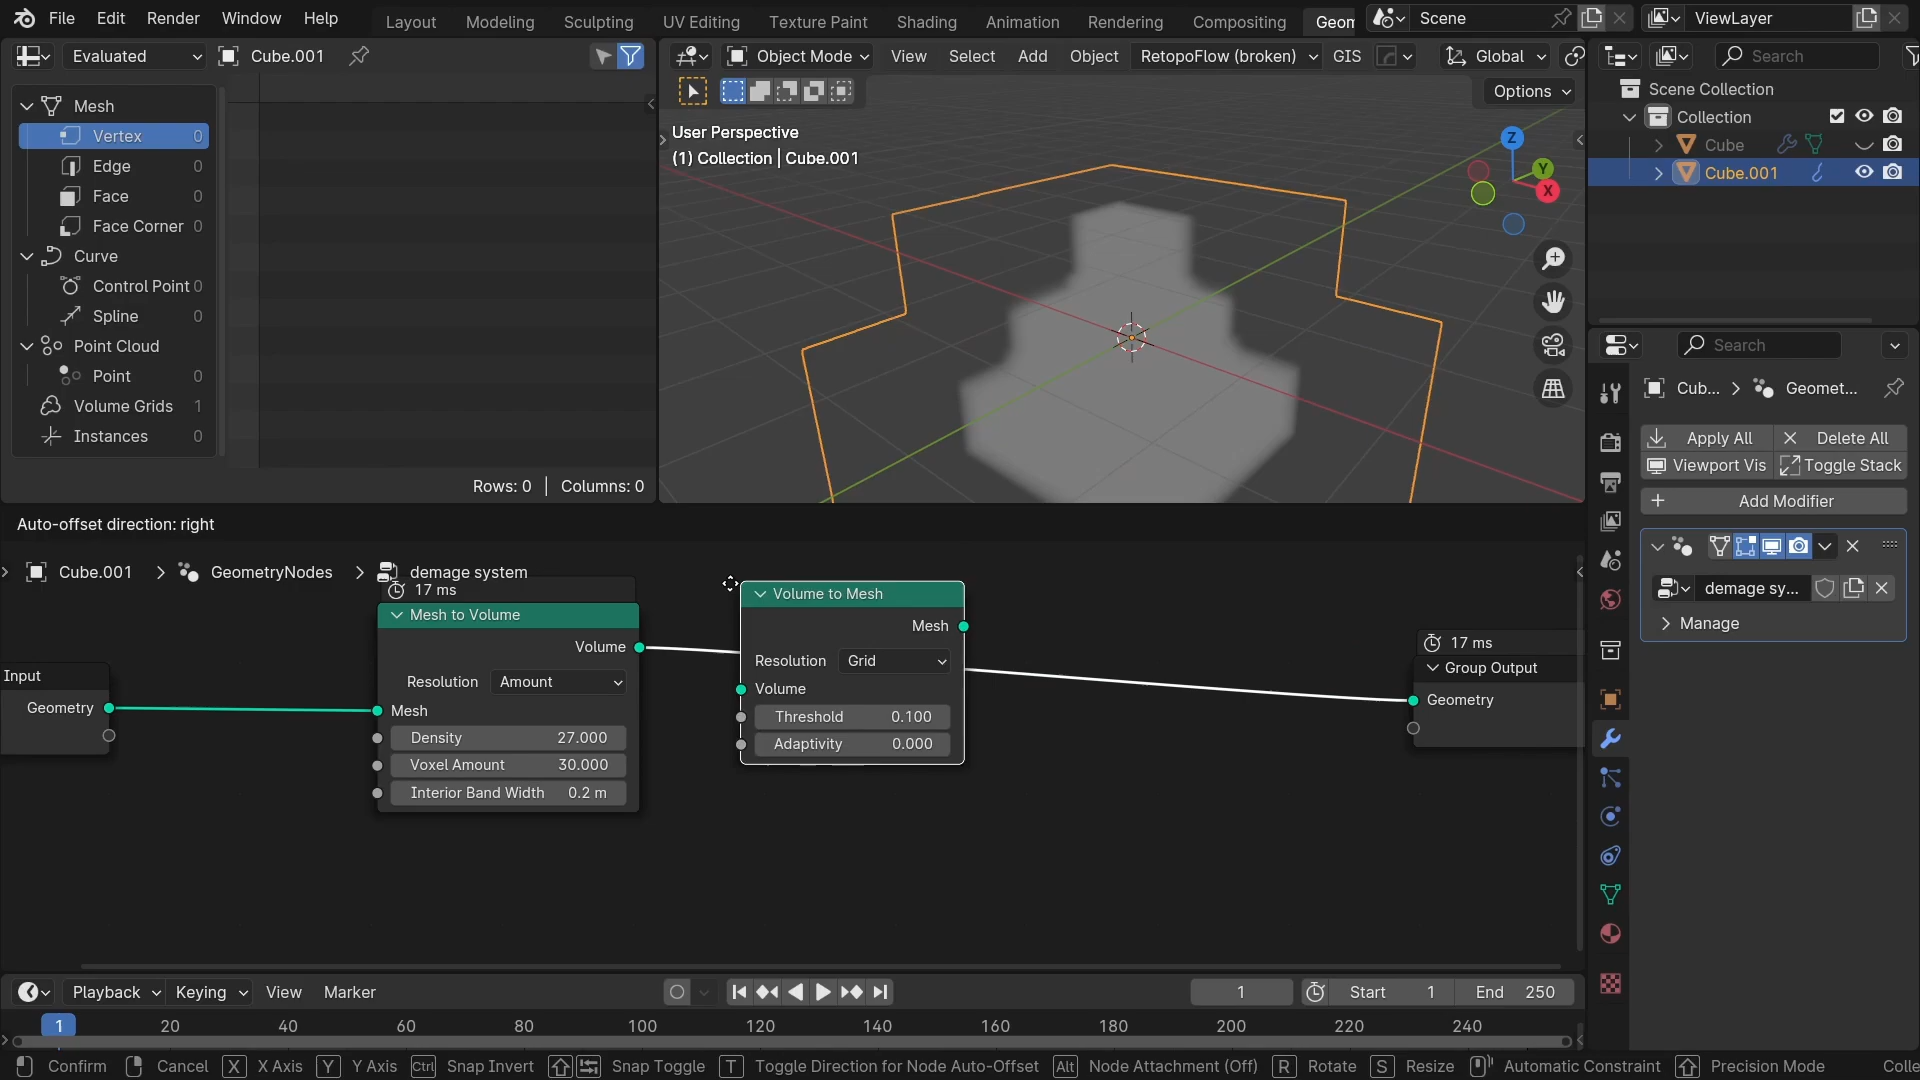 File Edit Render Window Help Layout Modeling Sculpting UV Editing Texture Paint Shading Animation Rendering Compositing Geom Scene ViewLayer
Evaluated Cube.001 Object Mode View Select Add Object RetopoFlow (broken) GIS Global Search
Options
Mesh
Vertex 0
Edge 0
Face 0
Face Corner 0
Curve
Control Point 0
Spline 0
Point Cloud
Point 0
Volume Grids 1
Instances 0
Rows: 0 | Columns: 0
User Perspective
(1) Collection | Cube.001
Z
Y
X
Scene Collection
Collection
Cube
Cube.001
Search
Cub... > Geomet...
Apply All Delete All
Viewport Vis Toggle Stack
Add Modifier
demage sy...
Manage
Auto-offset direction: right
Cube.001 > GeometryNodes > demage system
Input
Geometry
17 ms
Mesh to Volume
Volume
Resolution Amount
Mesh
Density 27.000
Voxel Amount 30.000
Interior Band Width 0.2 m
Volume to Mesh
Mesh
Resolution Grid
Volume
Threshold 0.100
Adaptivity 0.000
17 ms
Group Output
Geometry
Playback Keying View Marker 1 Start 1 End 250
1 20 40 60 80 100 120 140 160 180 200 220 240
Confirm Cancel X X Axis Y Y Axis Ctrl Snap Invert Snap Toggle T Toggle Direction for Node Auto-Offset Alt Node Attachment (Off) R Rotate S Resize Automatic Constraint Precision Mode Colle